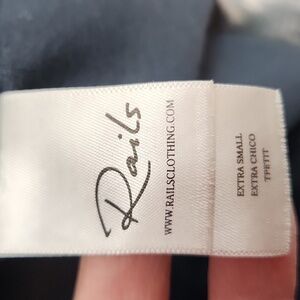 Rails
WWW.RAILSCLOTHING.COM
EXTRA SMALL
EXTRA CHICO
TPETIT